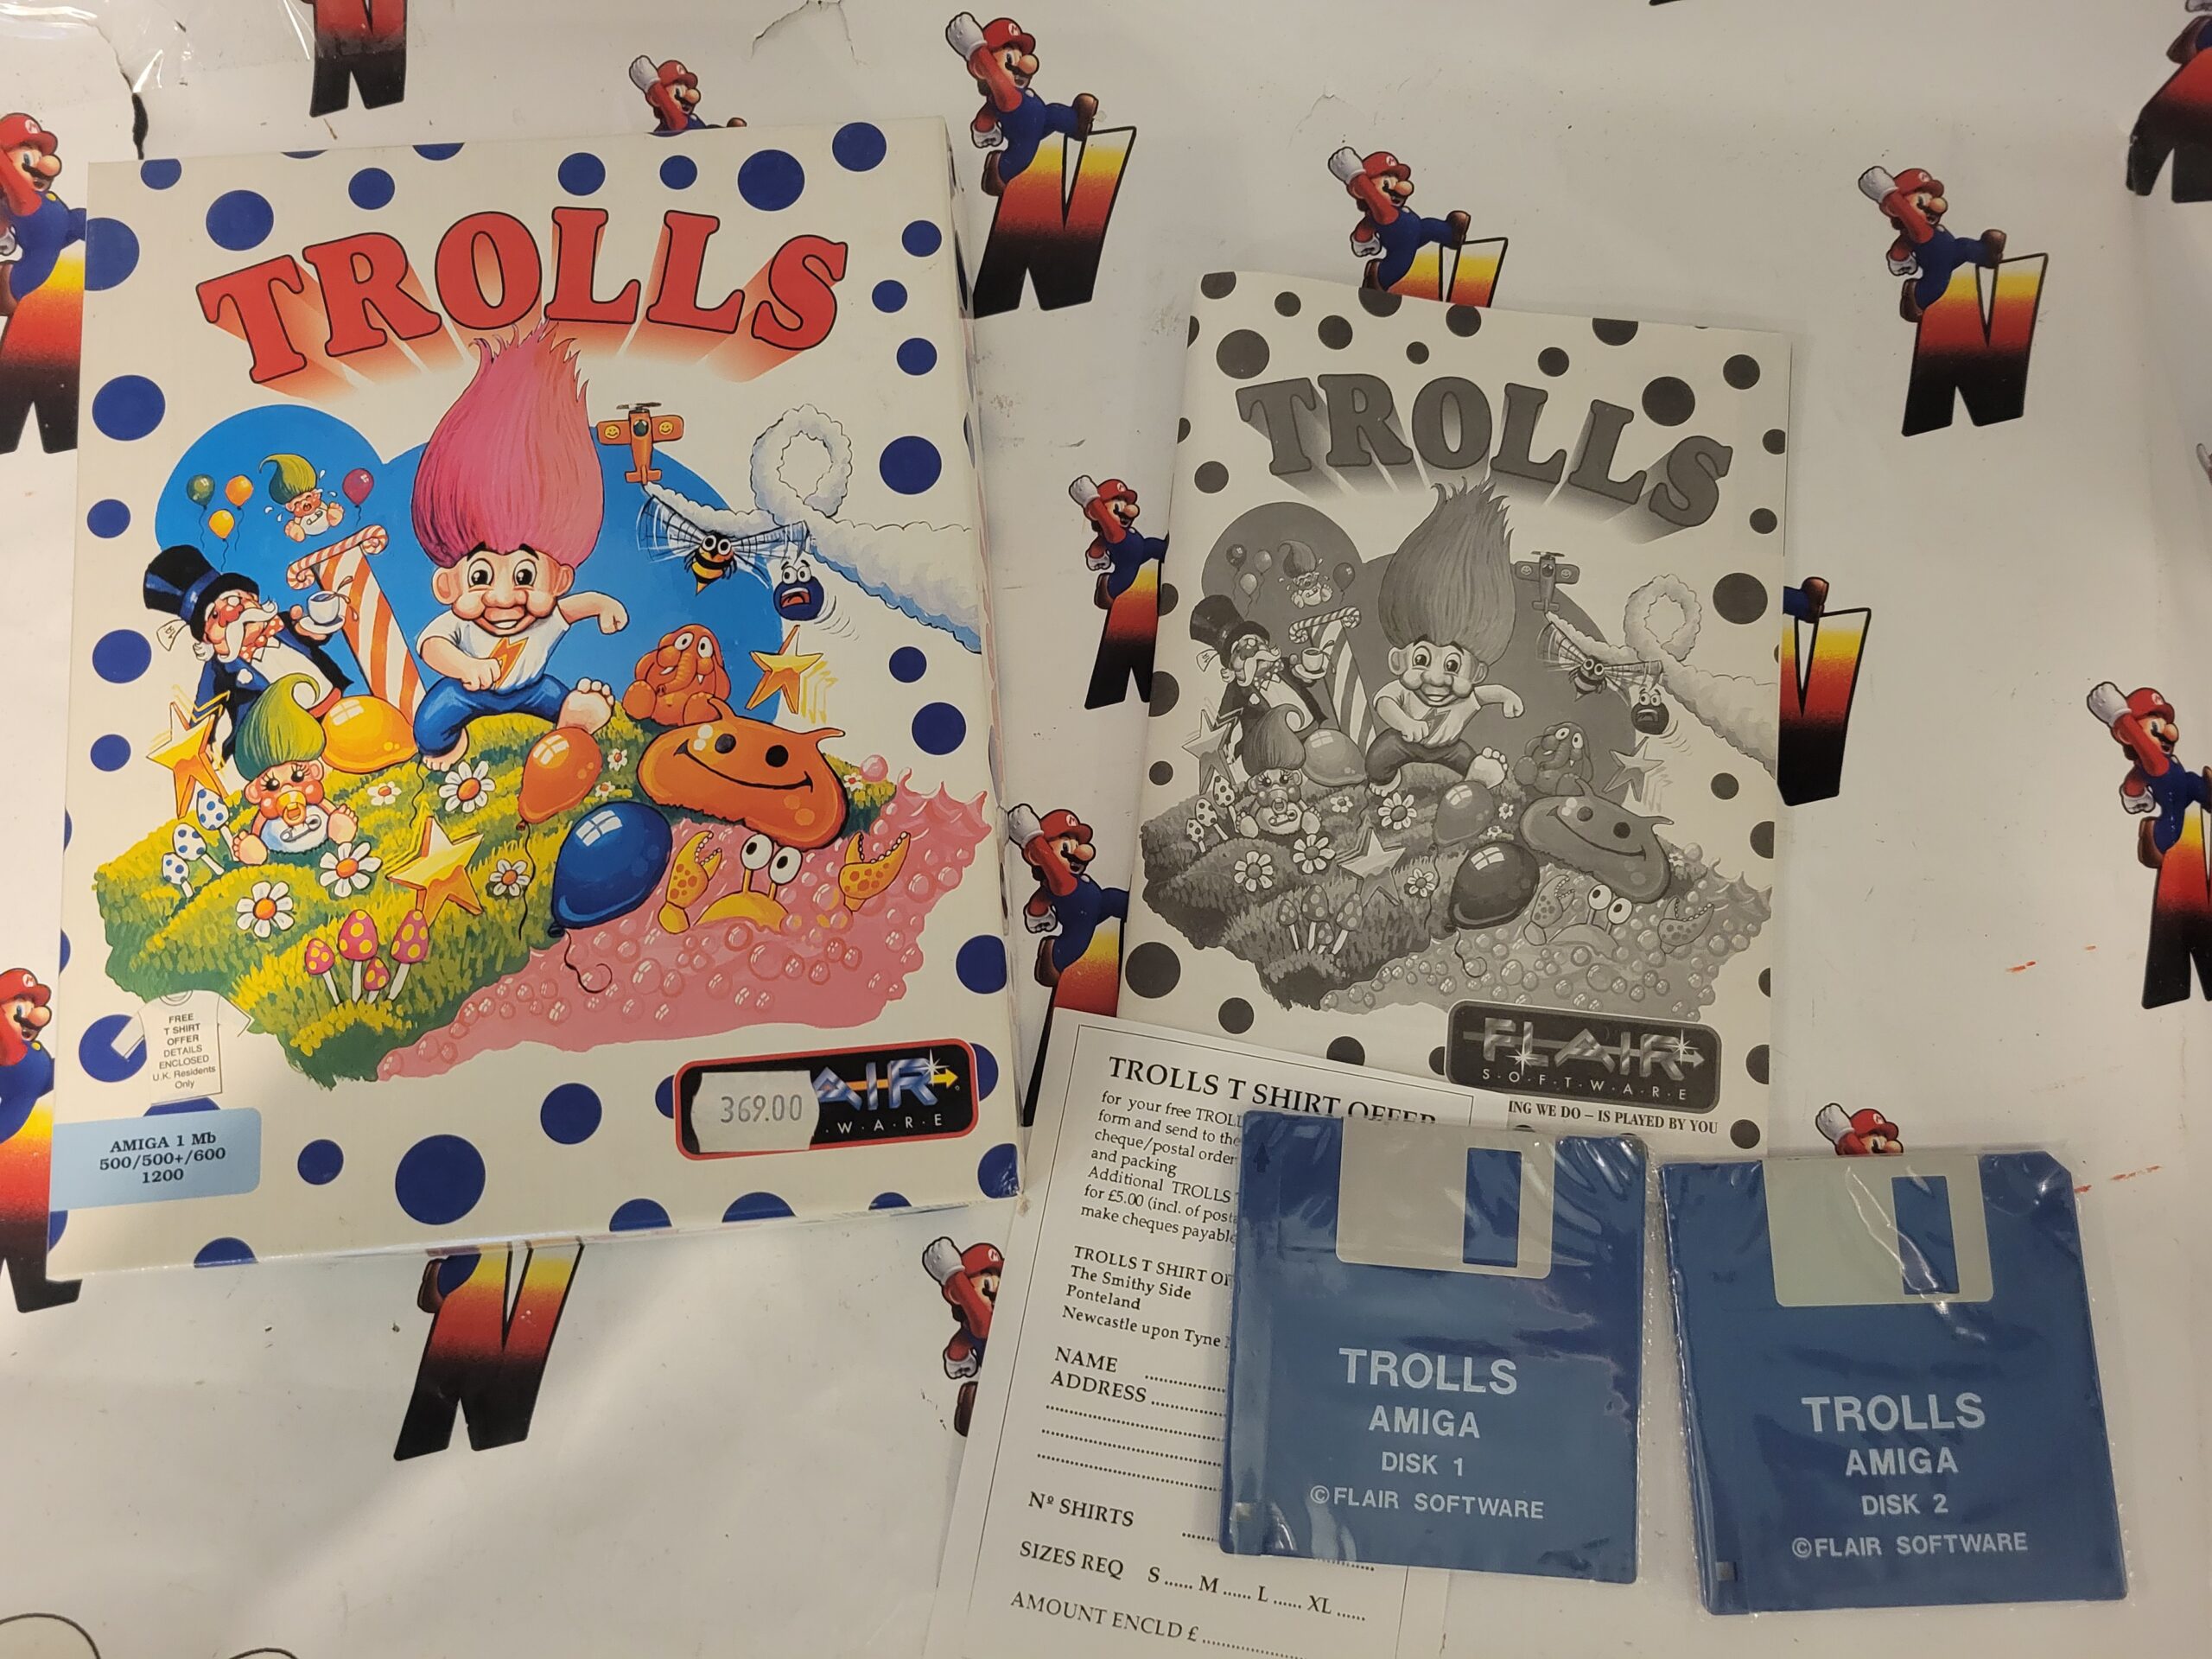 TROLLS
FREE
T SHIRT
OFFER
DETAILS
ENCLOSED
U.K. Residents
Only
AMIGA 1 Mb
500/500+/600
1200
369.00
AIR
WARE
TROLLS
FLAIR
SOFTWARE
ING WE DO – IS PLAYED BY YOU
TROLLS T SHIRT OFFER
for your free TROLL
form and send to the
cheque/postal order
and packing
Additional TROLLS
for £5.00 (incl. of posta
make cheques payable
TROLLS T SHIRT OF
The Smithy Side
Ponteland
Newcastle upon Tyne
NAME
ADDRESS
Nº SHIRTS
SIZES REQ S ...... M ...... L ...... XL ......
AMOUNT ENCLD £
TROLLS
AMIGA
DISK 1
©FLAIR SOFTWARE
TROLLS
AMIGA
DISK 2
©FLAIR SOFTWARE
N
N
N
N
N
N
N
N
N
N